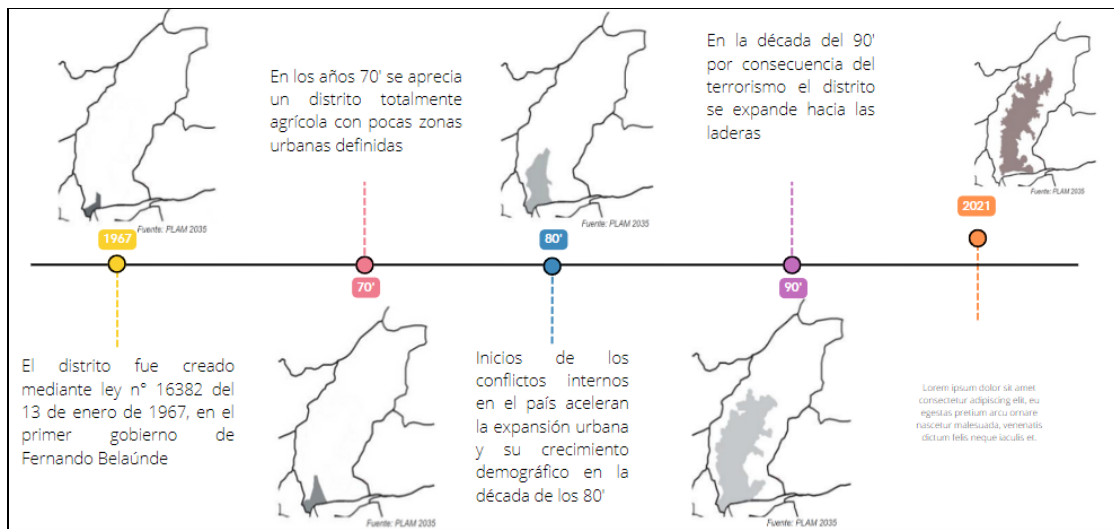 En los años 70' se aprecia
un distrito totalmente
agrícola con pocas zonas
urbanas definidas
En la década del 90'
por consecuencia del
terrorismo el distrito
se expande hacia las
laderas
Fuente: PLAM 2035
Fuente: PLAM 2035
Fuente: PLAM 2035
1967
80'
2021
70'
90'
El distrito fue creado
mediante ley n° 16382 del
13 de enero de 1967, en el
primer gobierno de
Fernando Belaúnde
Inicios de los
conflictos internos
en el país aceleran
la expansión urbana
y su crecimiento
demográfico en la
década de los 80'
Lorem ipsum dolor sit amet
consectetur adipiscing elit, eu
egestas pretium arcu ornare
nascetur malesuada, venenatis
dictum felis neque iaculis et.
Fuente: PLAM 2035
Fuente: PLAM 2035